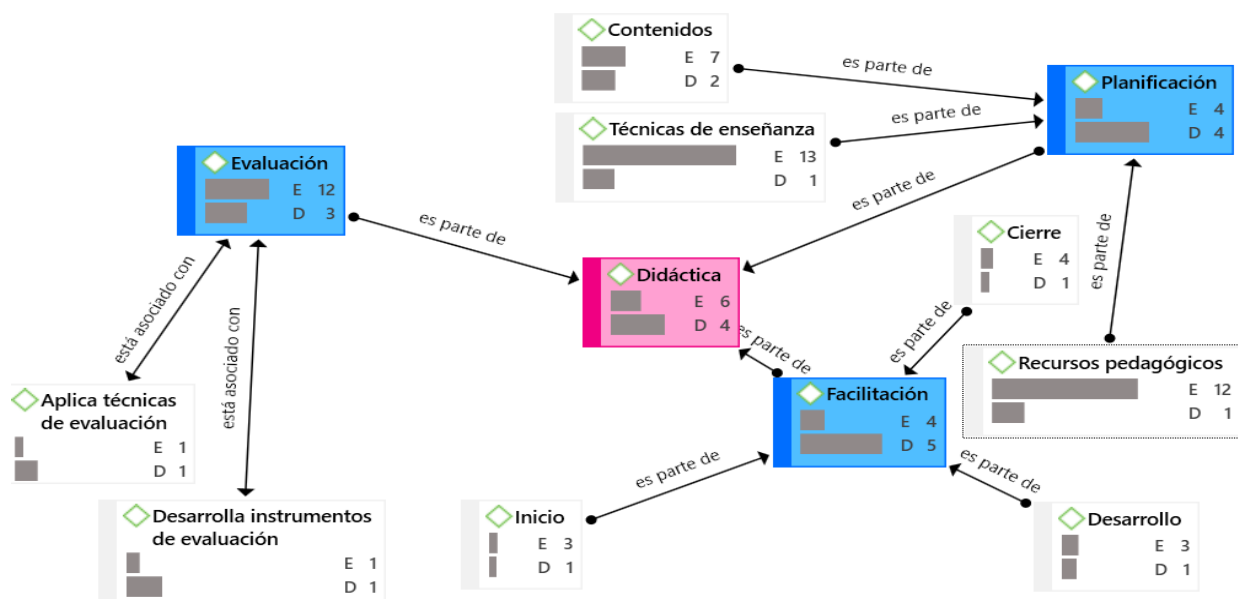 Contenidos
E 7
D 2
es parte de
Planificación
E 4
D 4
Técnicas de enseñanza
E 13
D 1
es parte de
Evaluación
E 12
D 3
es parte de
es parte de
Cierre
E 4
D 1
es parte de
Didáctica
E 6
D 4
es parte de
es parte de
está asociado con
está asociado con
Recursos pedagógicos
E 12
D 1
Facilitación
E 4
D 5
Aplica técnicas
de evaluación
E 1
D 1
es parte de
es parte de
Desarrolla instrumentos
de evaluación
E 1
D 1
Inicio
E 3
D 1
Desarrollo
E 3
D 1